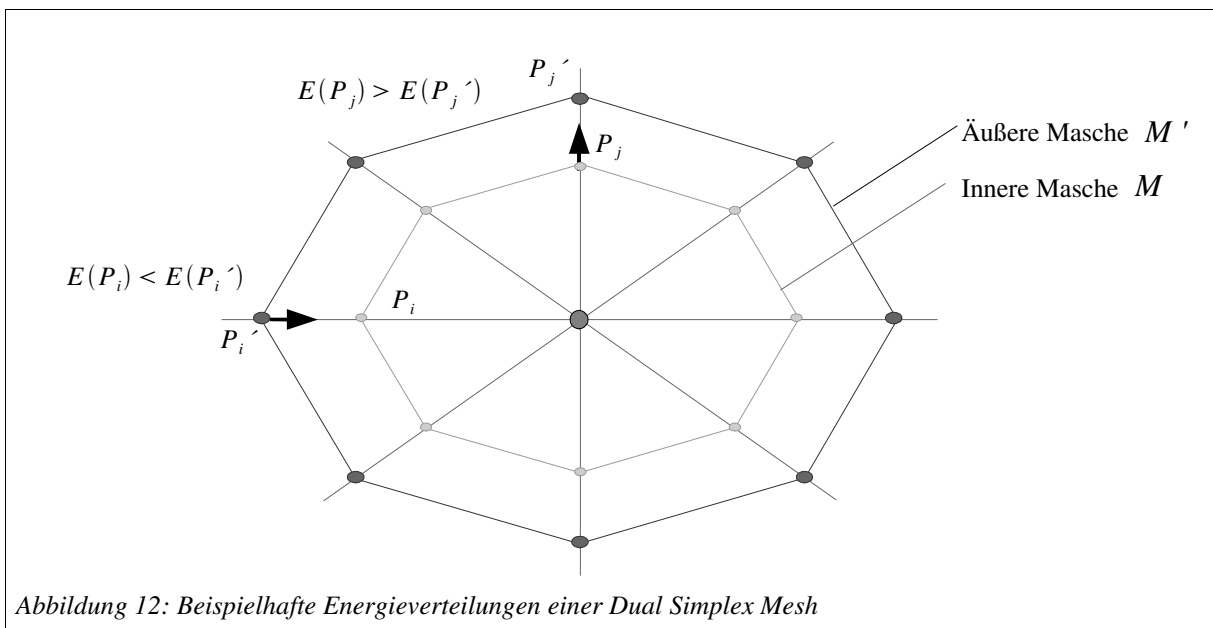 P_j´
E(P_j) > E(P_j´)
P_j
Äußere Masche M'
Innere Masche M
E(P_i) < E(P_i´)
P_i
P_i´
Abbildung 12: Beispielhafte Energieverteilungen einer Dual Simplex Mesh